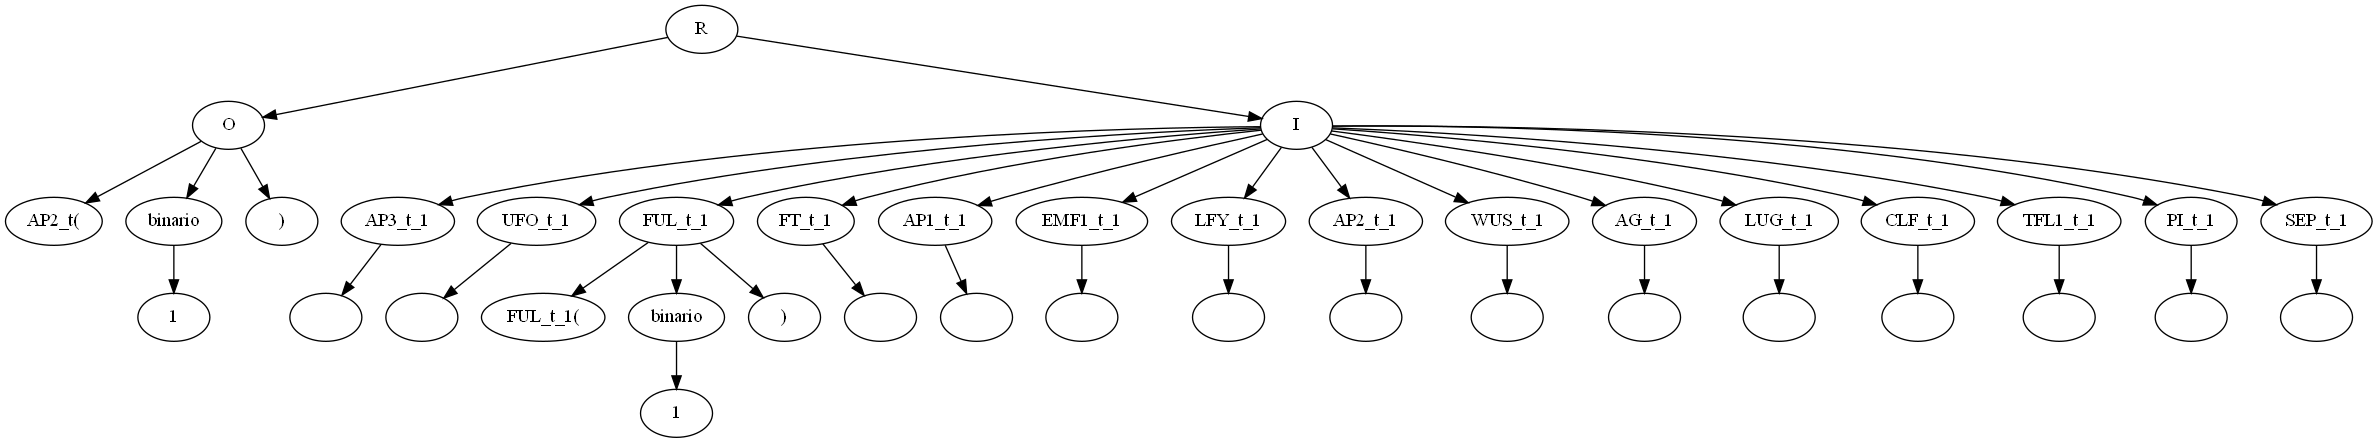 R
O
I
AP2_t(
binario
)
AP3_t_1
UFO_t_1
FUL_t_1
FT_t_1
AP1_t_1
EMF1_t_1
LFY_t_1
AP2_t_1
WUS_t_1
AG_t_1
LUG_t_1
CLF_t_1
TFL1_t_1
PI_t_1
SEP_t_1
1
FUL_t_1(
binario
)
1